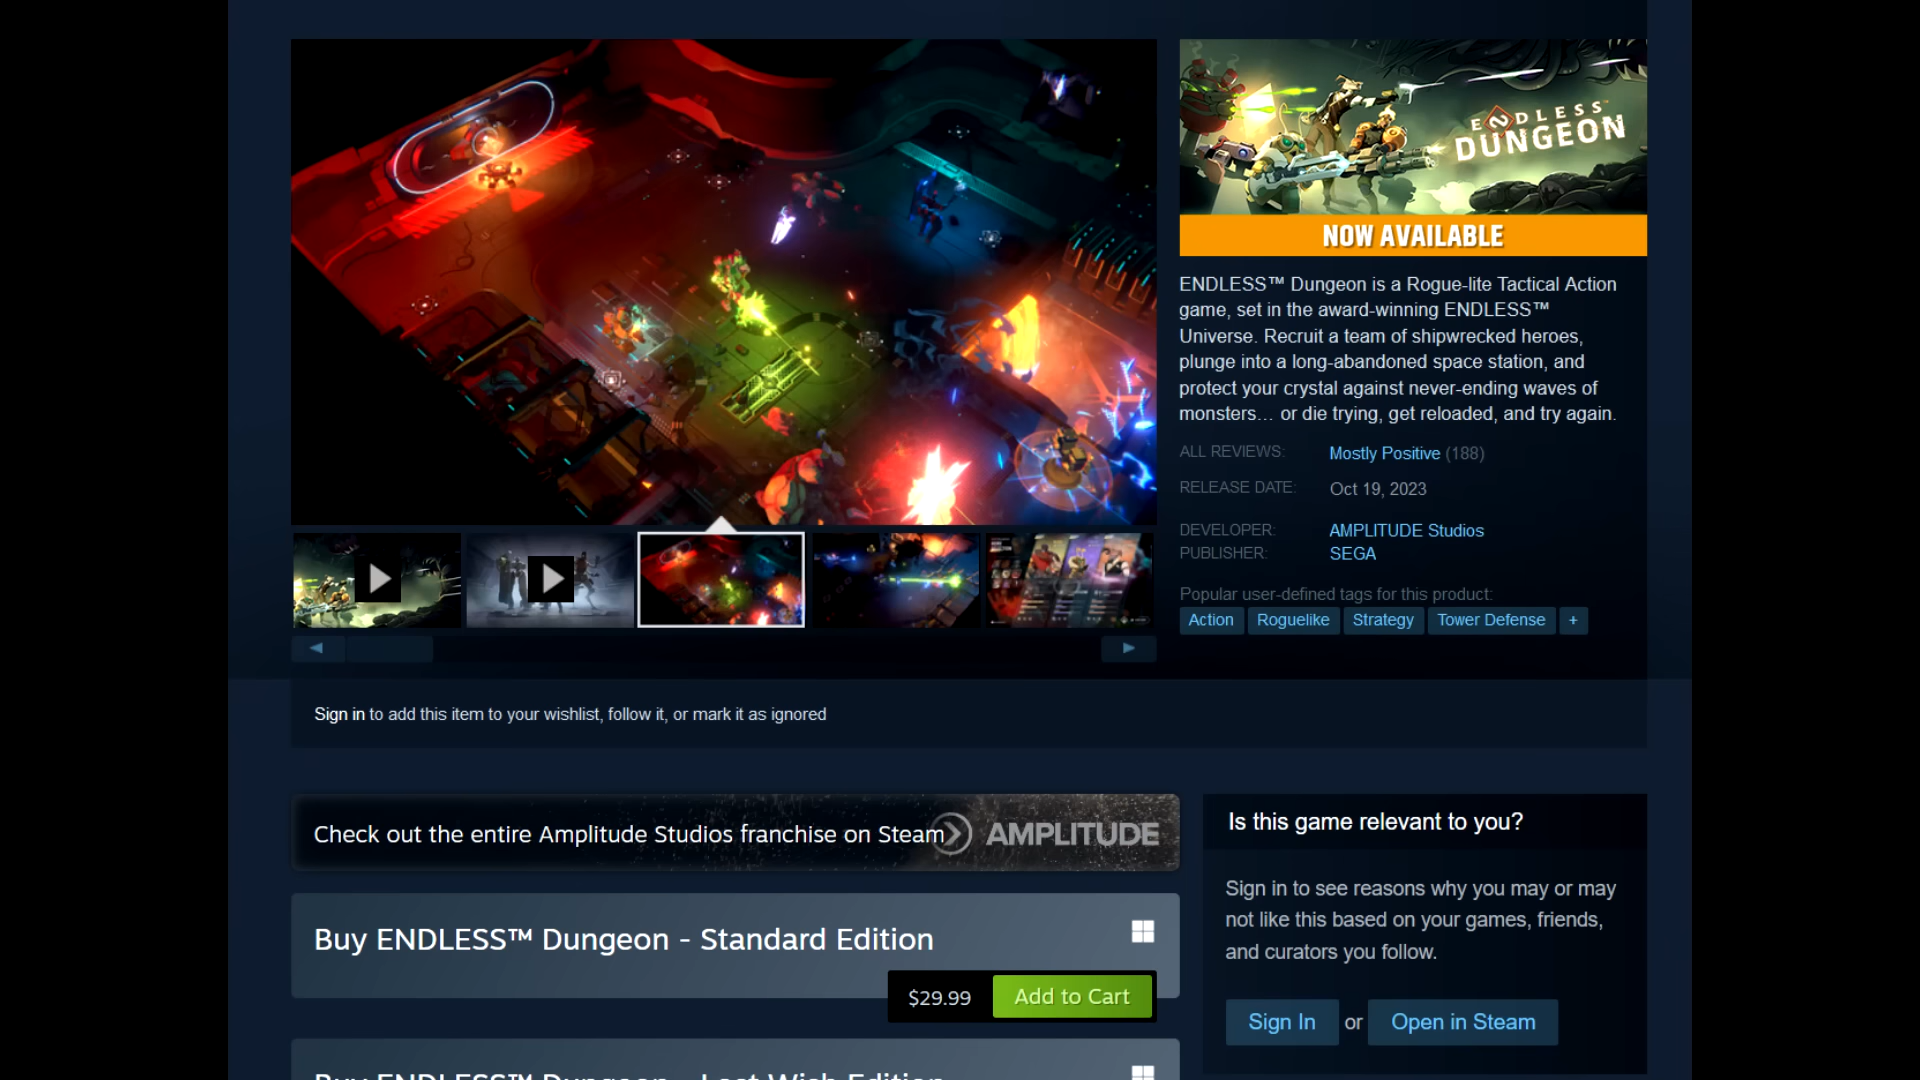 ENDLESS™
DUNGEON
NOW AVAILABLE
ENDLESS™ Dungeon is a Rogue-lite Tactical Action
game, set in the award-winning ENDLESS™
Universe. Recruit a team of shipwrecked heroes,
plunge into a long-abandoned space station, and
protect your crystal against never-ending waves of
monsters… or die trying, get reloaded, and try again.
ALL REVIEWS: Mostly Positive (188)
RELEASE DATE: Oct 19, 2023
DEVELOPER: AMPLITUDE Studios
PUBLISHER: SEGA
Popular user-defined tags for this product:
Action Roguelike Strategy Tower Defense +
Sign in to add this item to your wishlist, follow it, or mark it as ignored
Check out the entire Amplitude Studios franchise on Steam AMPLITUDE
Buy ENDLESS™ Dungeon - Standard Edition
$29.99 Add to Cart
Buy ENDLESS™ Dungeon - Last Wish Edition
Is this game relevant to you?
Sign in to see reasons why you may or may
not like this based on your games, friends,
and curators you follow.
Sign In or Open in Steam